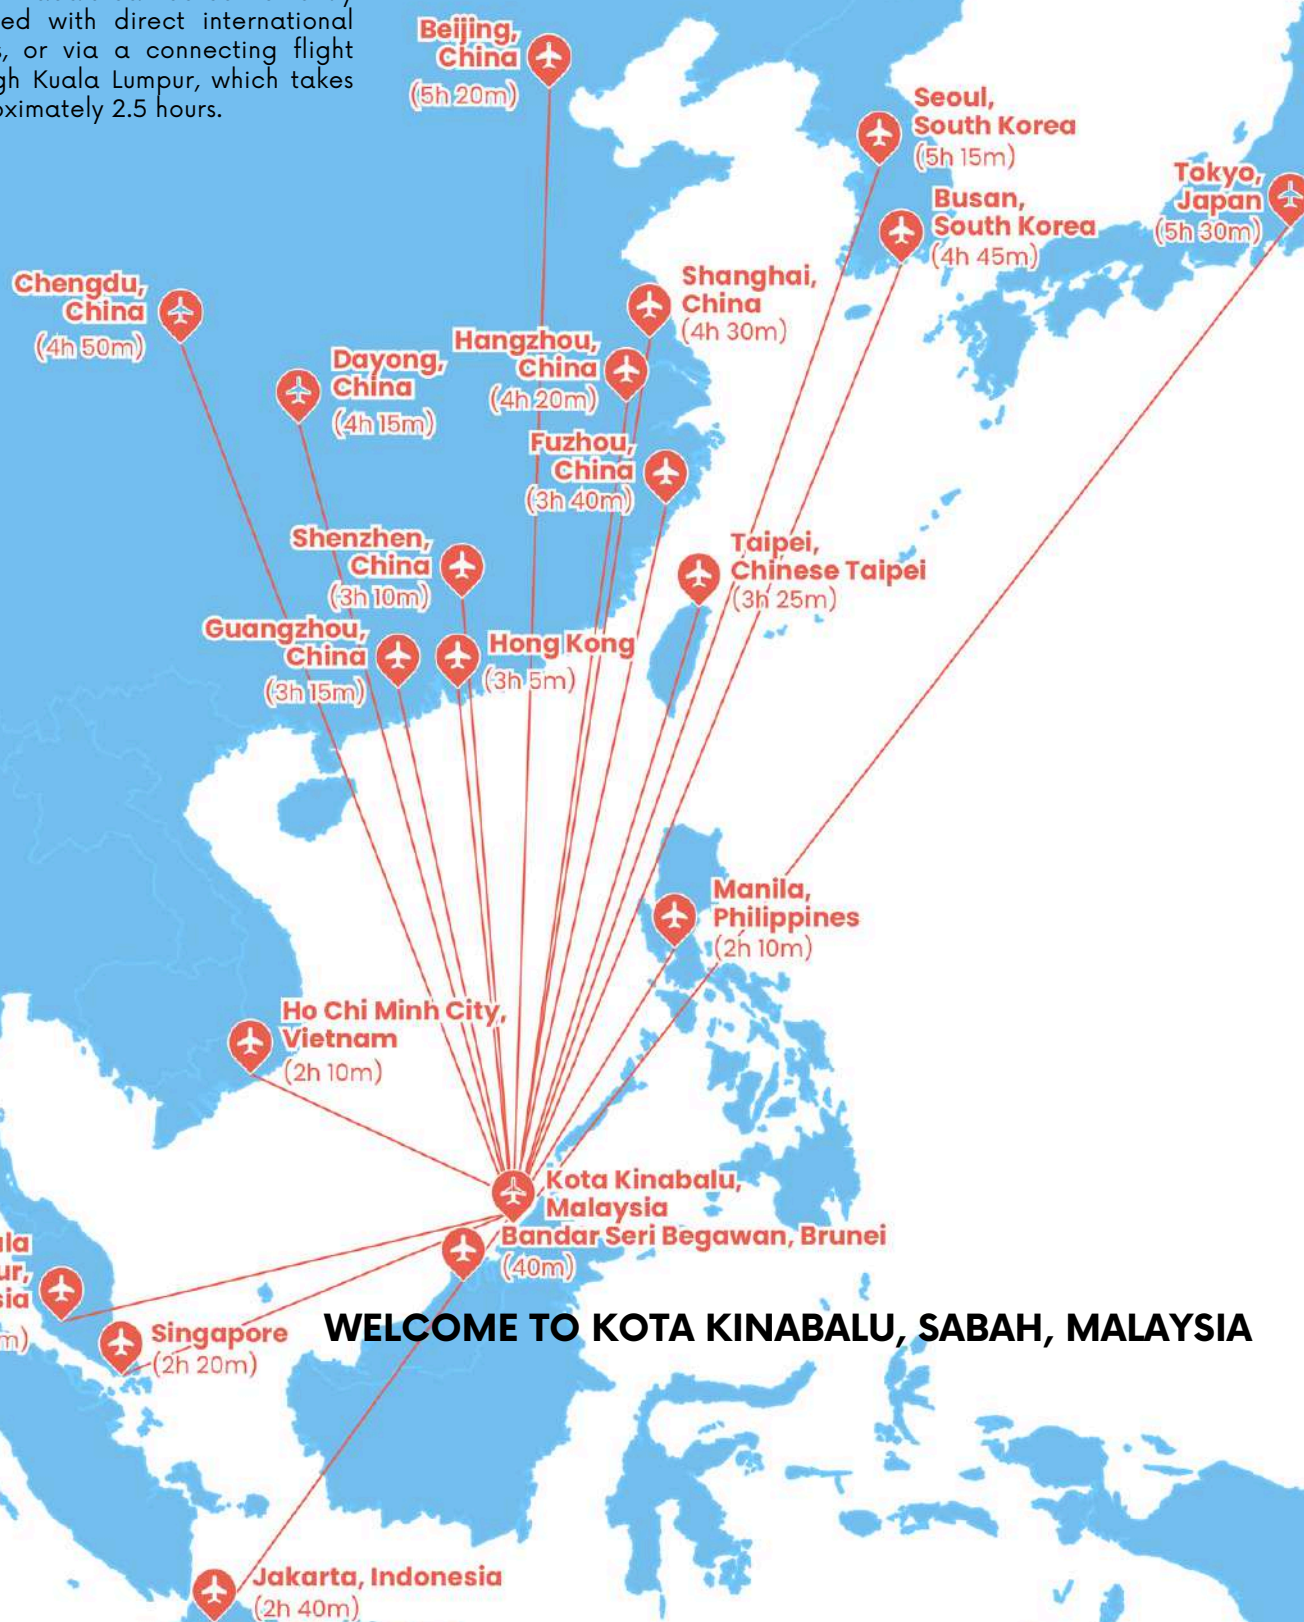 ed with direct international
, or via a connecting flight
gh Kuala Lumpur, which takes
oximately 2.5 hours.
Beijing,
China
(5h 20m)
Seoul,
South Korea
(5h 15m)
Tokyo,
Japan
(5h 30m)
Busan,
South Korea
(4h 45m)
Chengdu,
China
(4h 50m)
Shanghai,
China
(4h 30m)
Hangzhou,
China
(4h 20m)
Dayong,
China
(4h 15m)
Fuzhou,
China
(3h 40m)
Shenzhen,
China
(3h 10m)
Taipei,
Chinese Taipei
(3h 25m)
Guangzhou,
China
(3h 15m)
Hong Kong
(3h 5m)
Manila,
Philippines
(2h 10m)
Ho Chi Minh City,
Vietnam
(2h 10m)
Kota Kinabalu,
Malaysia
Bandar Seri Begawan, Brunei
(40m)
la
ur,
sia
m)
Singapore
(2h 20m)
WELCOME TO KOTA KINABALU, SABAH, MALAYSIA
Jakarta, Indonesia
(2h 40m)